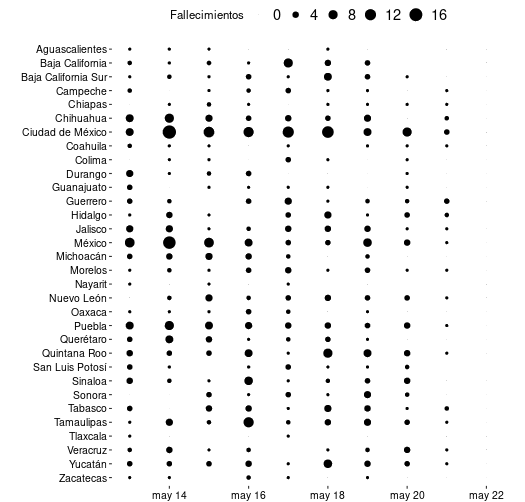 Fallecimientos 0 4 8 12 16
Aguascalientes
Baja California
Baja California Sur
Campeche
Chiapas
Chihuahua
Ciudad de México
Coahuila
Colima
Durango
Guanajuato
Guerrero
Hidalgo
Jalisco
México
Michoacán
Morelos
Nayarit
Nuevo León
Oaxaca
Puebla
Querétaro
Quintana Roo
San Luis Potosí
Sinaloa
Sonora
Tabasco
Tamaulipas
Tlaxcala
Veracruz
Yucatán
Zacatecas
may 14 may 16 may 18 may 20 may 22